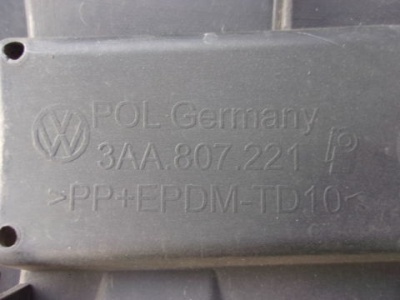 POL Germany
3AA.807.221
>PP+EPDM-TD10<